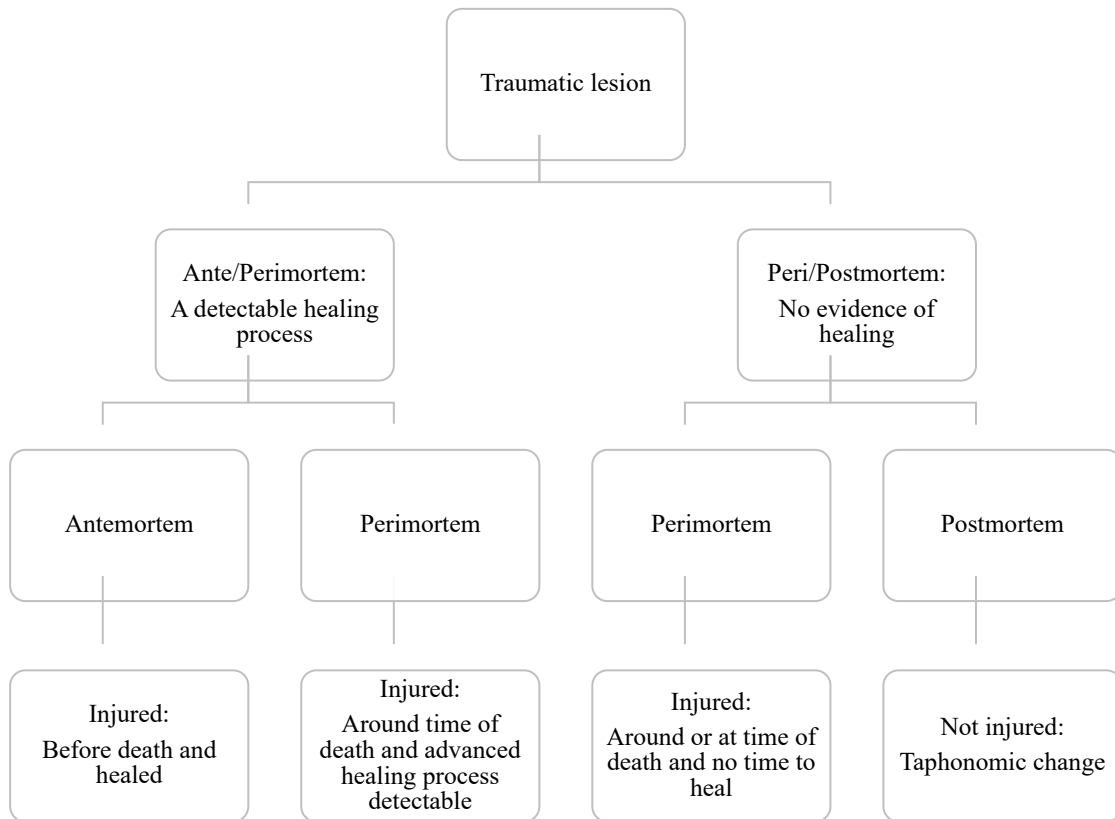 Traumatic lesion
Ante/Perimortem:
A detectable healing
process
Peri/Postmortem:
No evidence of
healing
Antemortem
Perimortem
Perimortem
Postmortem
Injured:
Before death and
healed
Injured:
Around time of
death and advanced
healing process
detectable
Injured:
Around or at time of
death and no time to
heal
Not injured:
Taphonomic change